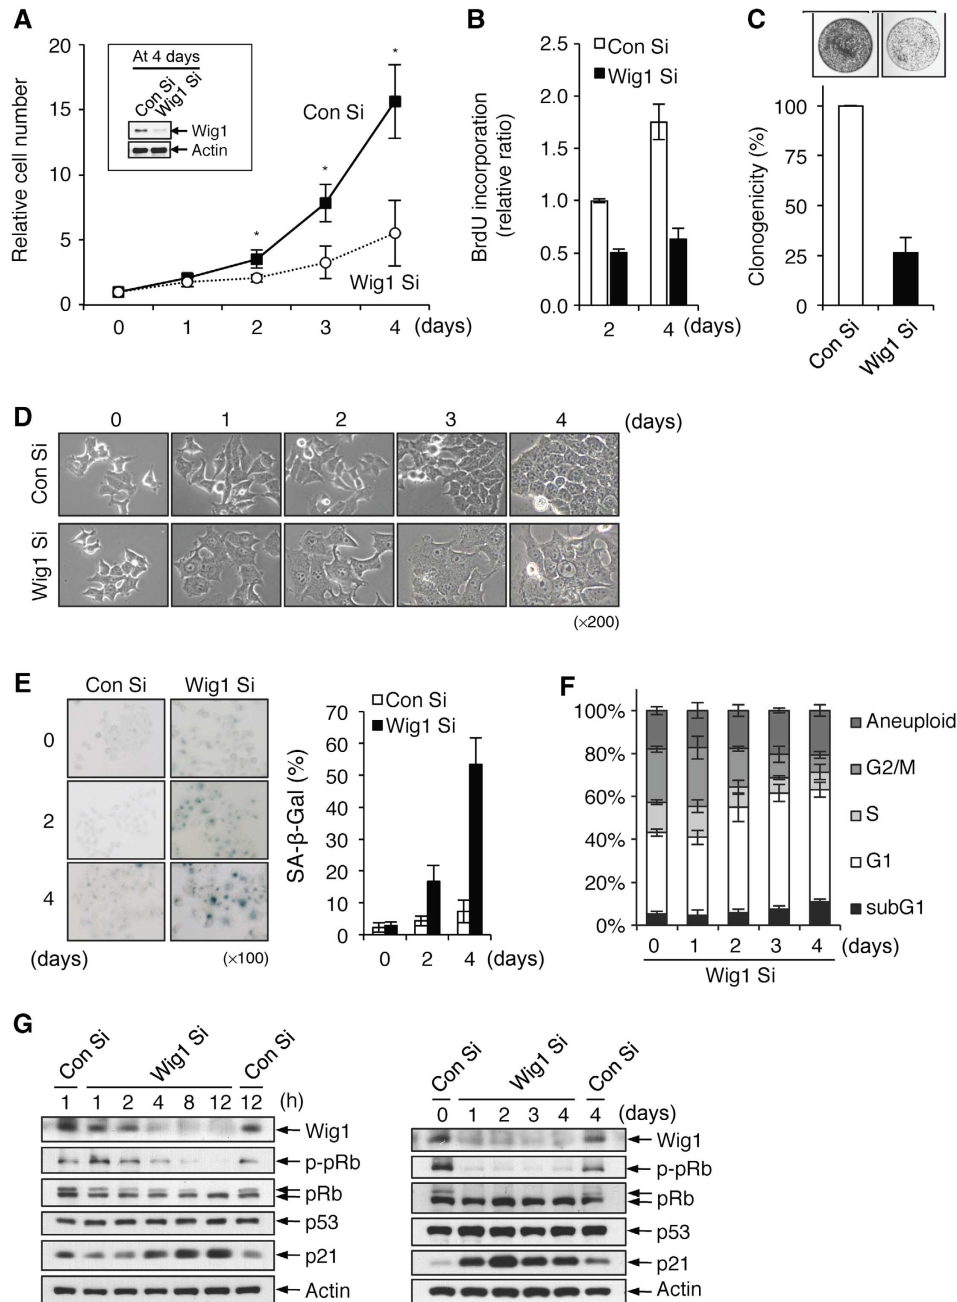 A
20
15
10
5
0
Relative cell number
At 4 days
Con Si
Wig1 Si
Wig1
Actin
Con Si
Wig1 Si
*
*
*
0 1 2 3 4 (days)
B
2.5
2.0
1.5
1.0
0.5
0.0
BrdU incorporation
(relative ratio)
Con Si
Wig1 Si
2 4 (days)
C
100
75
50
25
0
Clonogenicity (%)
Con Si
Wig1 Si
D
0 1 2 3 4 (days)
Con Si
Wig1 Si
(×200)
E
Con Si Wig1 Si
0
2
4
(days)
(×100)
SA-β-Gal (%)
70
60
50
40
30
20
10
0
Con Si
Wig1 Si
0 2 4 (days)
F
100%
80%
60%
40%
20%
0%
Aneuploid
G2/M
S
G1
subG1
0 1 2 3 4 (days)
Wig1 Si
G
Con Si Wig1 Si Con Si
1 1 2 4 8 12 12 (h)
Wig1
p-pRb
pRb
p53
p21
Actin
Con Si Wig1 Si Con Si
0 1 2 3 4 4 (days)
Wig1
p-pRb
pRb
p53
p21
Actin